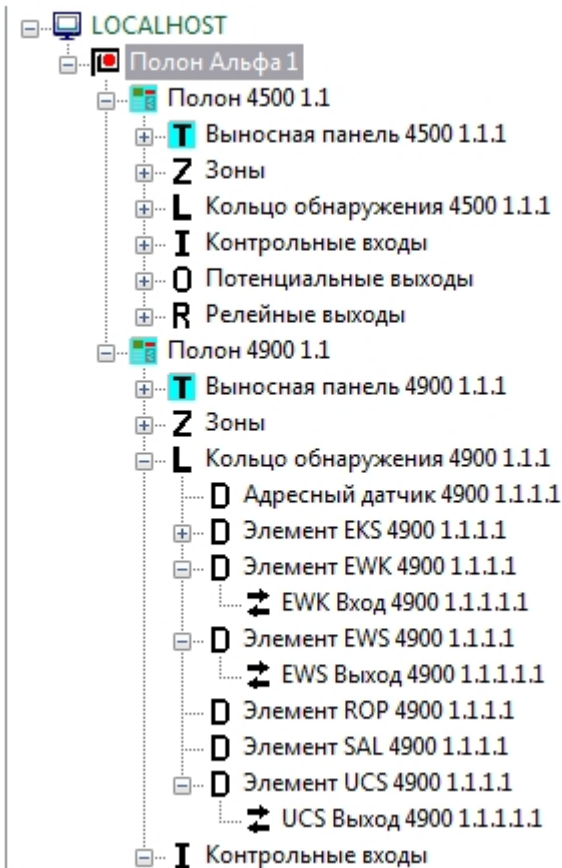 LOCALHOST
Полон Альфа 1
Полон 4500 1.1
T Выносная панель 4500 1.1.1
Z Зоны
L Кольцо обнаружения 4500 1.1.1
I Контрольные входы
O Потенциальные выходы
R Релейные выходы
Полон 4900 1.1
T Выносная панель 4900 1.1.1
Z Зоны
L Кольцо обнаружения 4900 1.1.1
D Адресный датчик 4900 1.1.1.1
D Элемент EKS 4900 1.1.1.1
D Элемент EWK 4900 1.1.1.1
EWK Вход 4900 1.1.1.1.1
D Элемент EWS 4900 1.1.1.1
EWS Выход 4900 1.1.1.1.1
D Элемент ROP 4900 1.1.1.1
D Элемент SAL 4900 1.1.1.1
D Элемент UCS 4900 1.1.1.1
UCS Выход 4900 1.1.1.1.1
I Контрольные входы